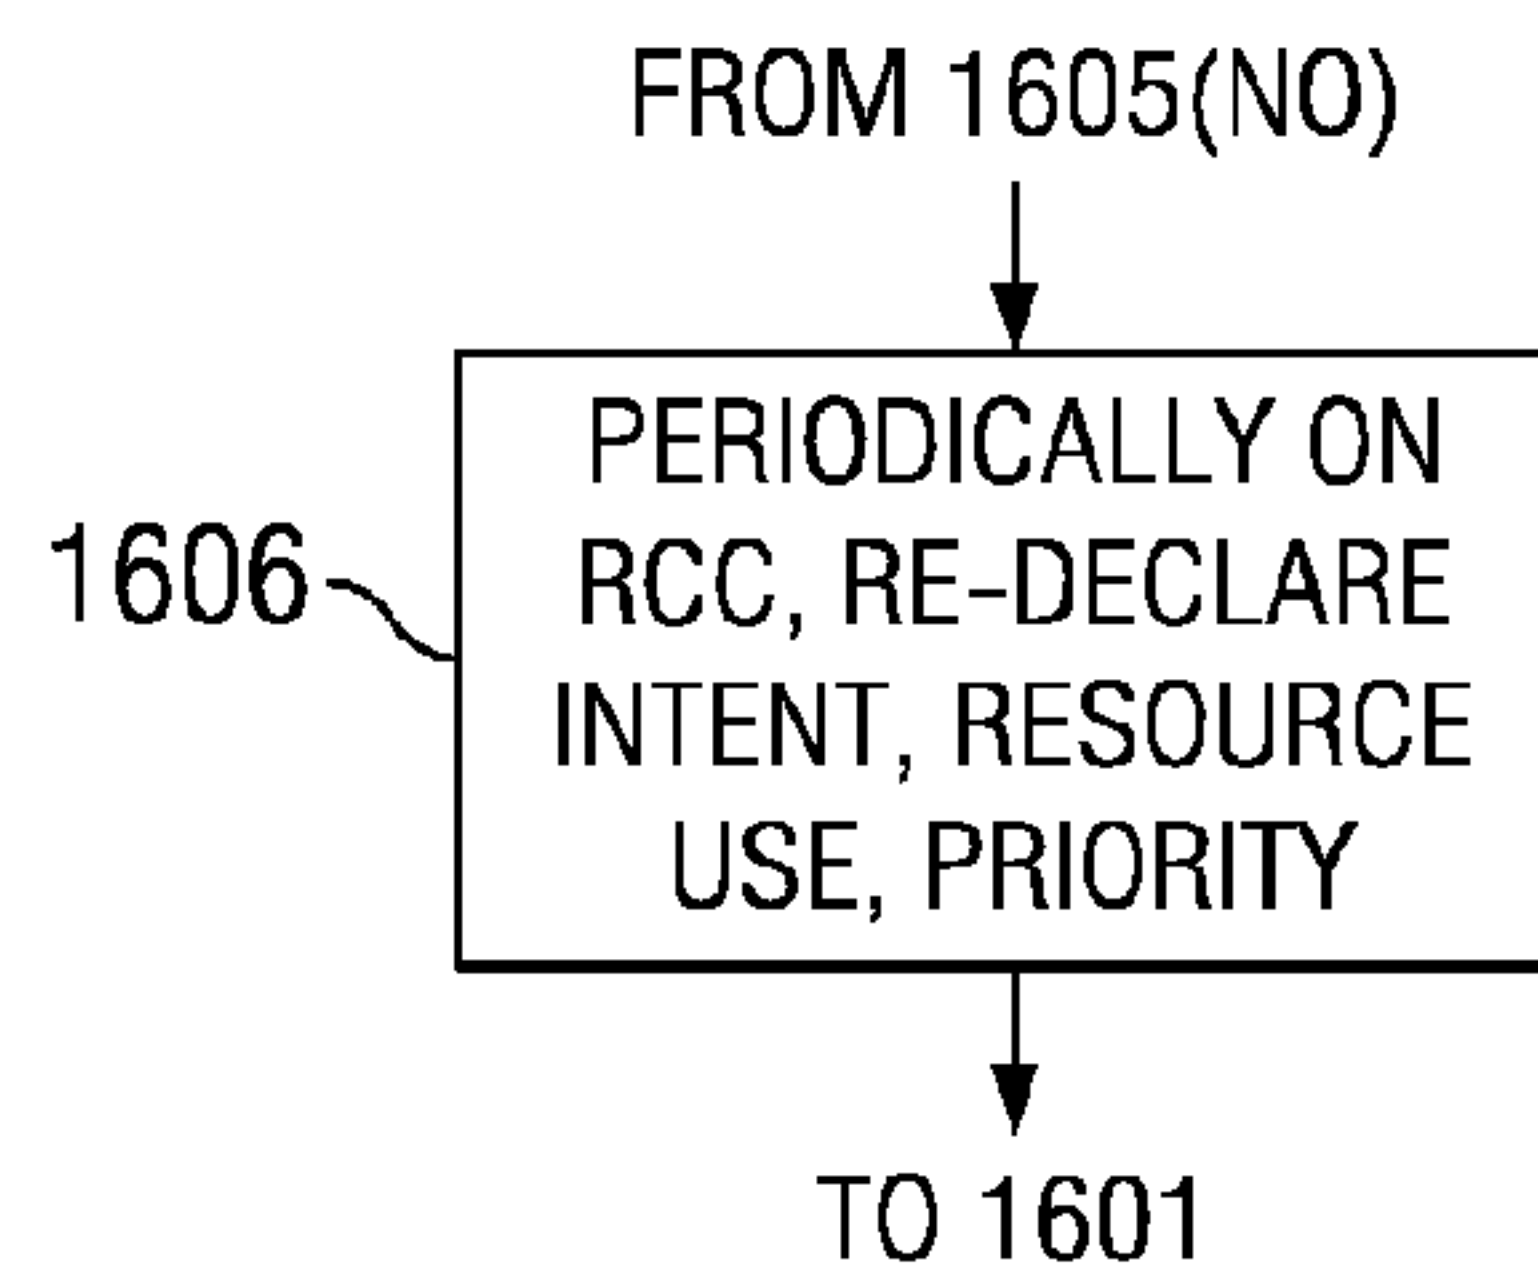 FROM 1605(NO)
PERIODICALLY ON
RCC, RE-DECLARE
1606
INTENT, RESOURCE
USE, PRIORITY
TO 1601